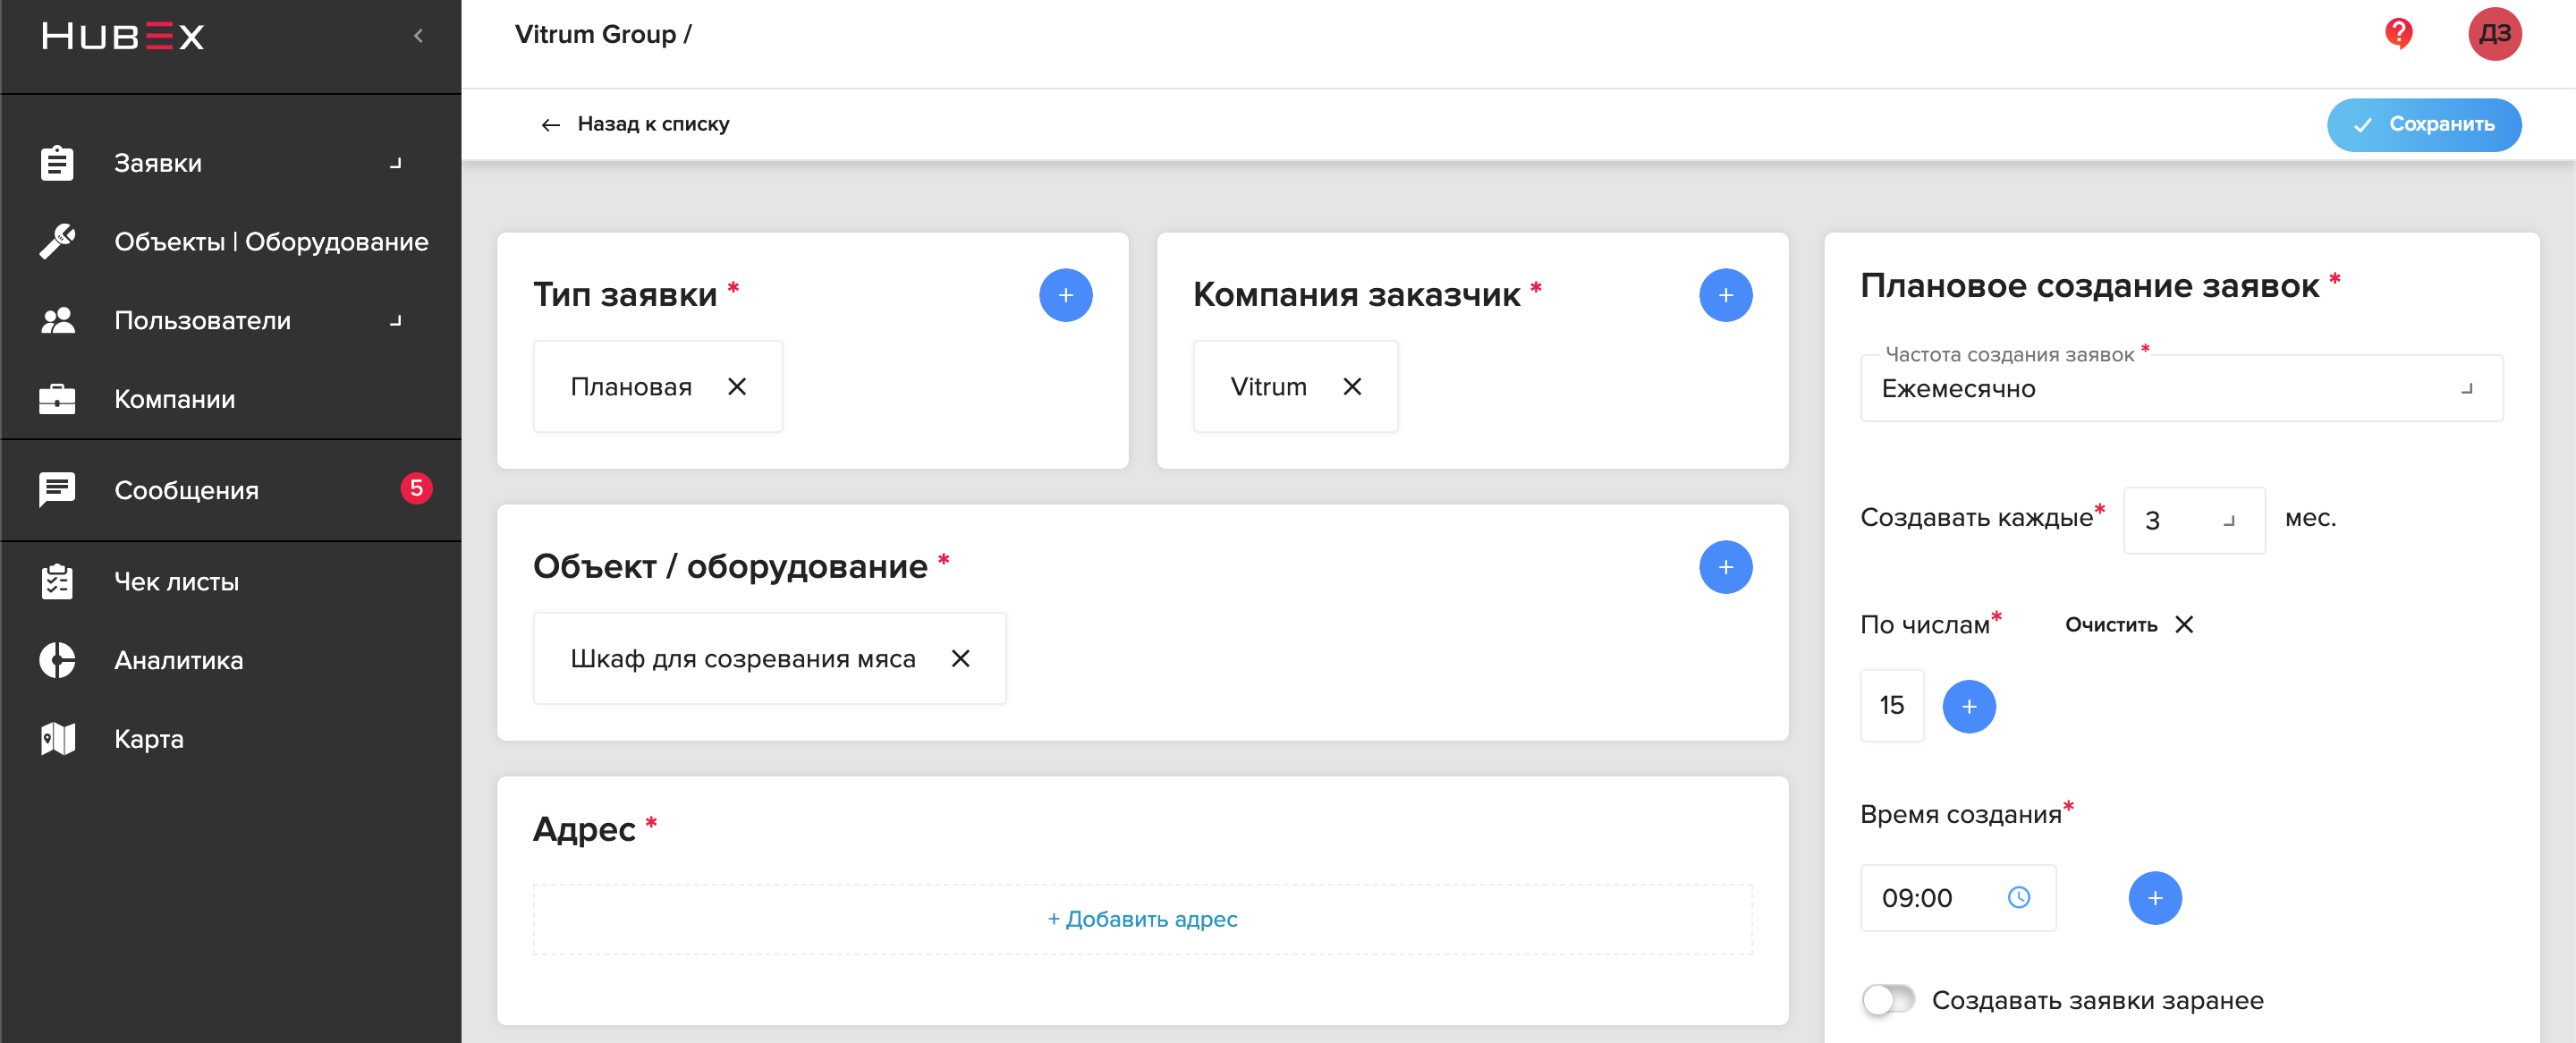 HUBEX
Заявки
Объекты | Оборудование
Пользователи
Компании
Сообщения 5
Чек листы
Аналитика
Карта
Vitrum Group /
? ДЗ
Назад к списку
Сохранить
Тип заявки *
Плановая
Компания заказчик *
Vitrum
Объект / оборудование *
Шкаф для созревания мяса
Адрес *
+ Добавить адрес
Плановое создание заявок *
Частота создания заявок *
Ежемесячно
Создавать каждые* 3 мес.
По числам* Очистить
15
Время создания*
09:00
Создавать заявки заранее